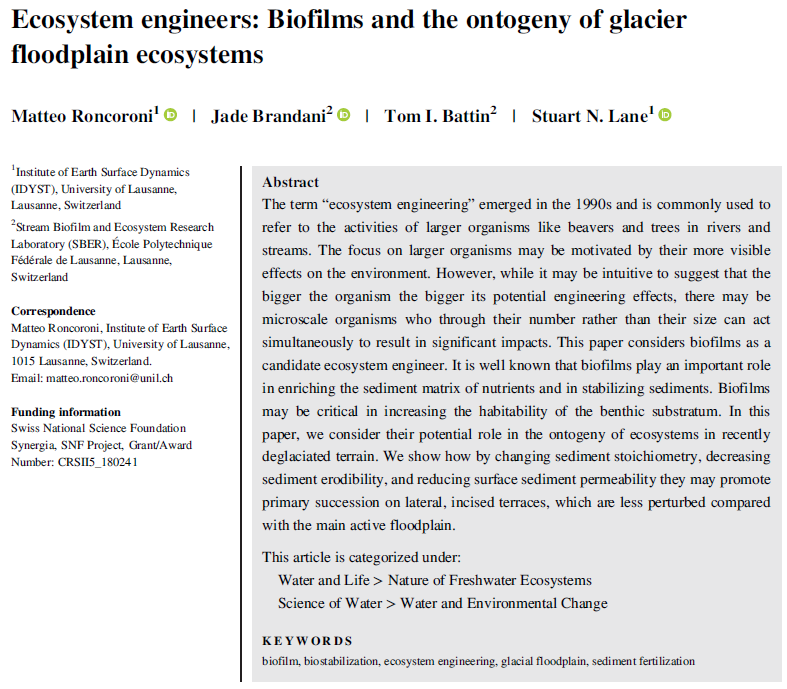 Ecosystem engineers: Biofilms and the ontogeny of glacier
floodplain ecosystems
Matteo Roncoroni1 | Jade Brandani2 | Tom I. Battin2 | Stuart N. Lane1
1Institute of Earth Surface Dynamics
(IDYST), University of Lausanne,
Lausanne, Switzerland
2Stream Biofilm and Ecosystem Research
Laboratory (SBER), École Polytechnique
Fédérale de Lausanne, Lausanne,
Switzerland
Correspondence
Matteo Roncoroni, Institute of Earth Surface
Dynamics (IDYST), University of Lausanne,
1015 Lausanne, Switzerland.
Email: matteo.roncoroni@unil.ch
Funding information
Swiss National Science Foundation
Synergia, SNF Project, Grant/Award
Number: CRSII5_180241
Abstract
The term “ecosystem engineering” emerged in the 1990s and is commonly used to
refer to the activities of larger organisms like beavers and trees in rivers and
streams. The focus on larger organisms may be motivated by their more visible
effects on the environment. However, while it may be intuitive to suggest that the
bigger the organism the bigger its potential engineering effects, there may be
microscale organisms who through their number rather than their size can act
simultaneously to result in significant impacts. This paper considers biofilms as a
candidate ecosystem engineer. It is well known that biofilms play an important role
in enriching the sediment matrix of nutrients and in stabilizing sediments. Biofilms
may be critical in increasing the habitability of the benthic substratum. In this
paper, we consider their potential role in the ontogeny of ecosystems in recently
deglaciated terrain. We show how by changing sediment stoichiometry, decreasing
sediment erodibility, and reducing surface sediment permeability they may promote
primary succession on lateral, incised terraces, which are less perturbed compared
with the main active floodplain.
This article is categorized under:
Water and Life > Nature of Freshwater Ecosystems
Science of Water > Water and Environmental Change
KEYWORDS
biofilm, biostabilization, ecosystem engineering, glacial floodplain, sediment fertilization